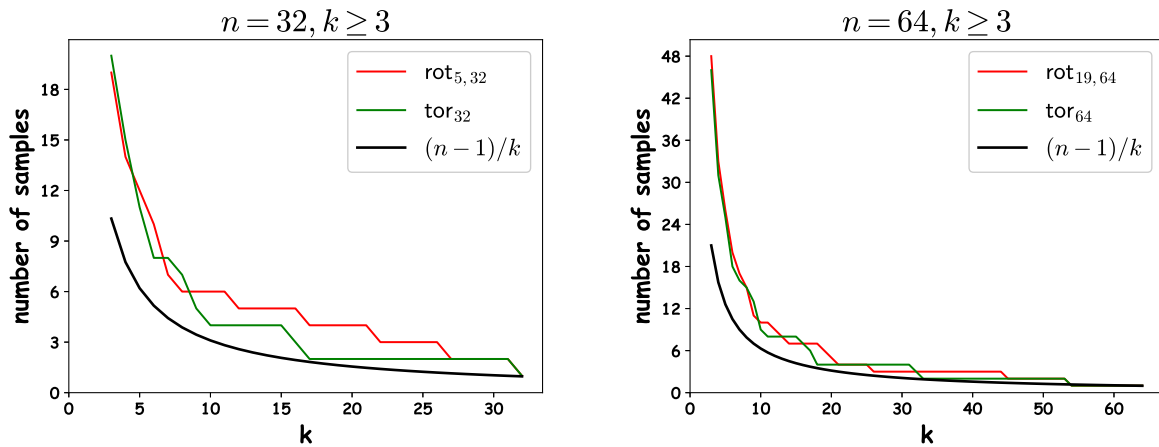 n = 32, k ≥ 3
number of samples
18
15
12
9
6
3
0
rot5,32
tor32
(n − 1)/k
0 5 10 15 20 25 30
k
n = 64, k ≥ 3
number of samples
48
42
36
30
24
18
12
6
0
rot19,64
tor64
(n − 1)/k
0 10 20 30 40 50 60
k